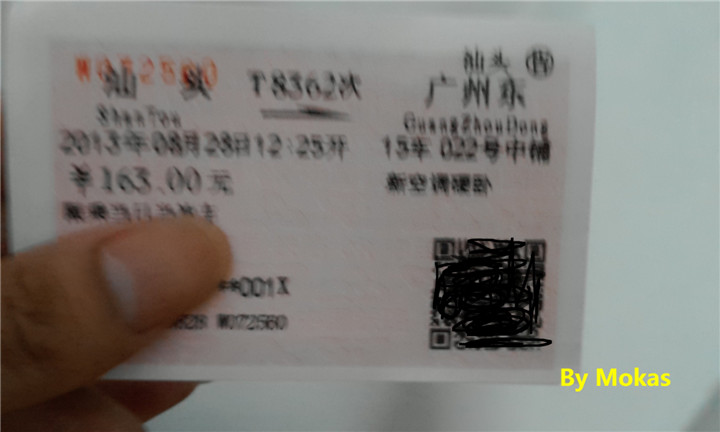 W072560
汕头
汕头 T8362次 广州东
ShanTou GuangZhouDong
2013年08月28日12:25开 15车 022号中铺
￥163.00元 新空调硬卧
限乘当日当次车
**001X
0828 W072560
By Mokas